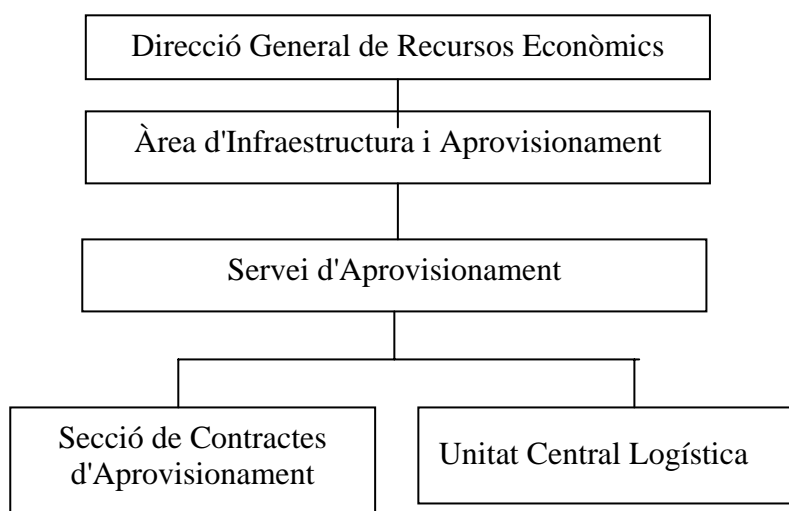 Direcció General de Recursos Econòmics
Àrea d'Infraestructura i Aprovisionament
Servei d'Aprovisionament
Secció de Contractes
d'Aprovisionament
Unitat Central Logística